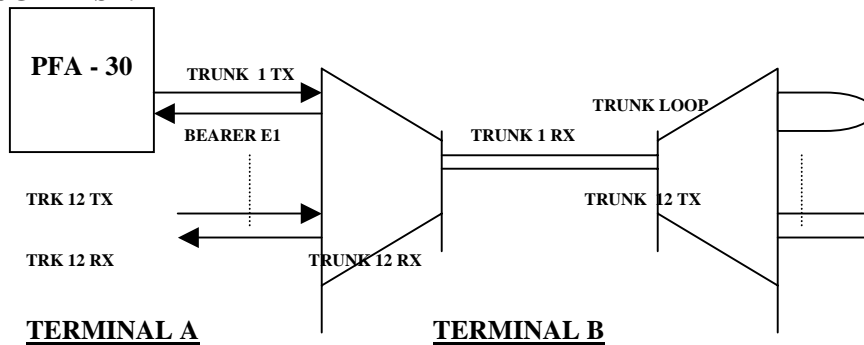 PFA - 30
TRUNK 1 TX
TRUNK LOOP
BEARER E1
TRUNK 1 RX
TRK 12 TX
TRUNK 12 TX
TRK 12 RX
TRUNK 12 RX
TERMINAL A
TERMINAL B